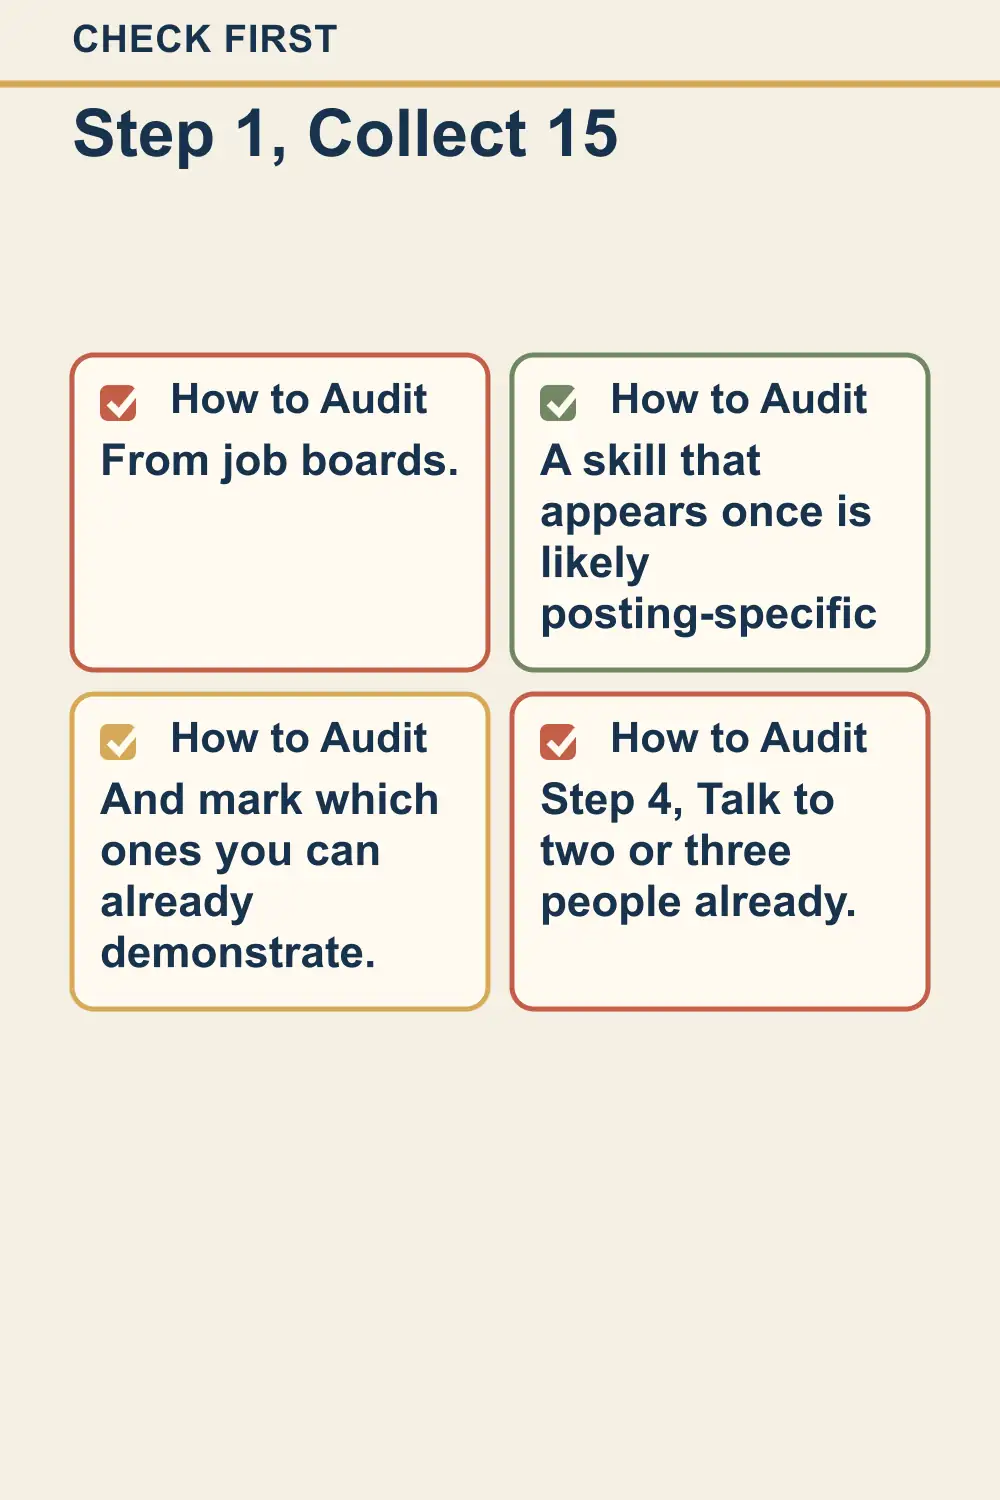 CHECK FIRST
Step 1, Collect 15
How to Audit
From job boards.
How to Audit
A skill that
appears once is
likely
posting-specific
How to Audit
And mark which
ones you can
already
demonstrate.
How to Audit
Step 4, Talk to
two or three
people already.